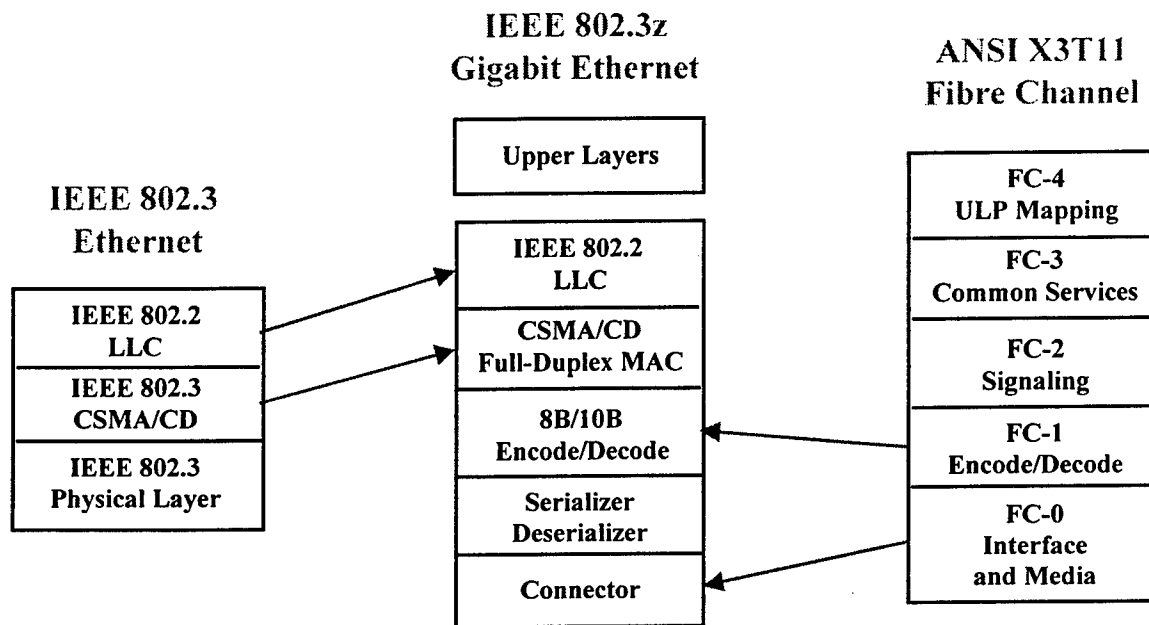 IEEE 802.3z
Gigabit Ethernet
Upper Layers
IEEE 802.2
LLC
CSMA/CD
Full-Duplex MAC
8B/10B
Encode/Decode
Serializer
Deserializer
Connector
IEEE 802.3
Ethernet
IEEE 802.2
LLC
IEEE 802.3
CSMA/CD
IEEE 802.3
Physical Layer
ANSI X3T11
Fibre Channel
FC-4
ULP Mapping
FC-3
Common Services
FC-2
Signaling
FC-1
Encode/Decode
FC-0
Interface
and Media